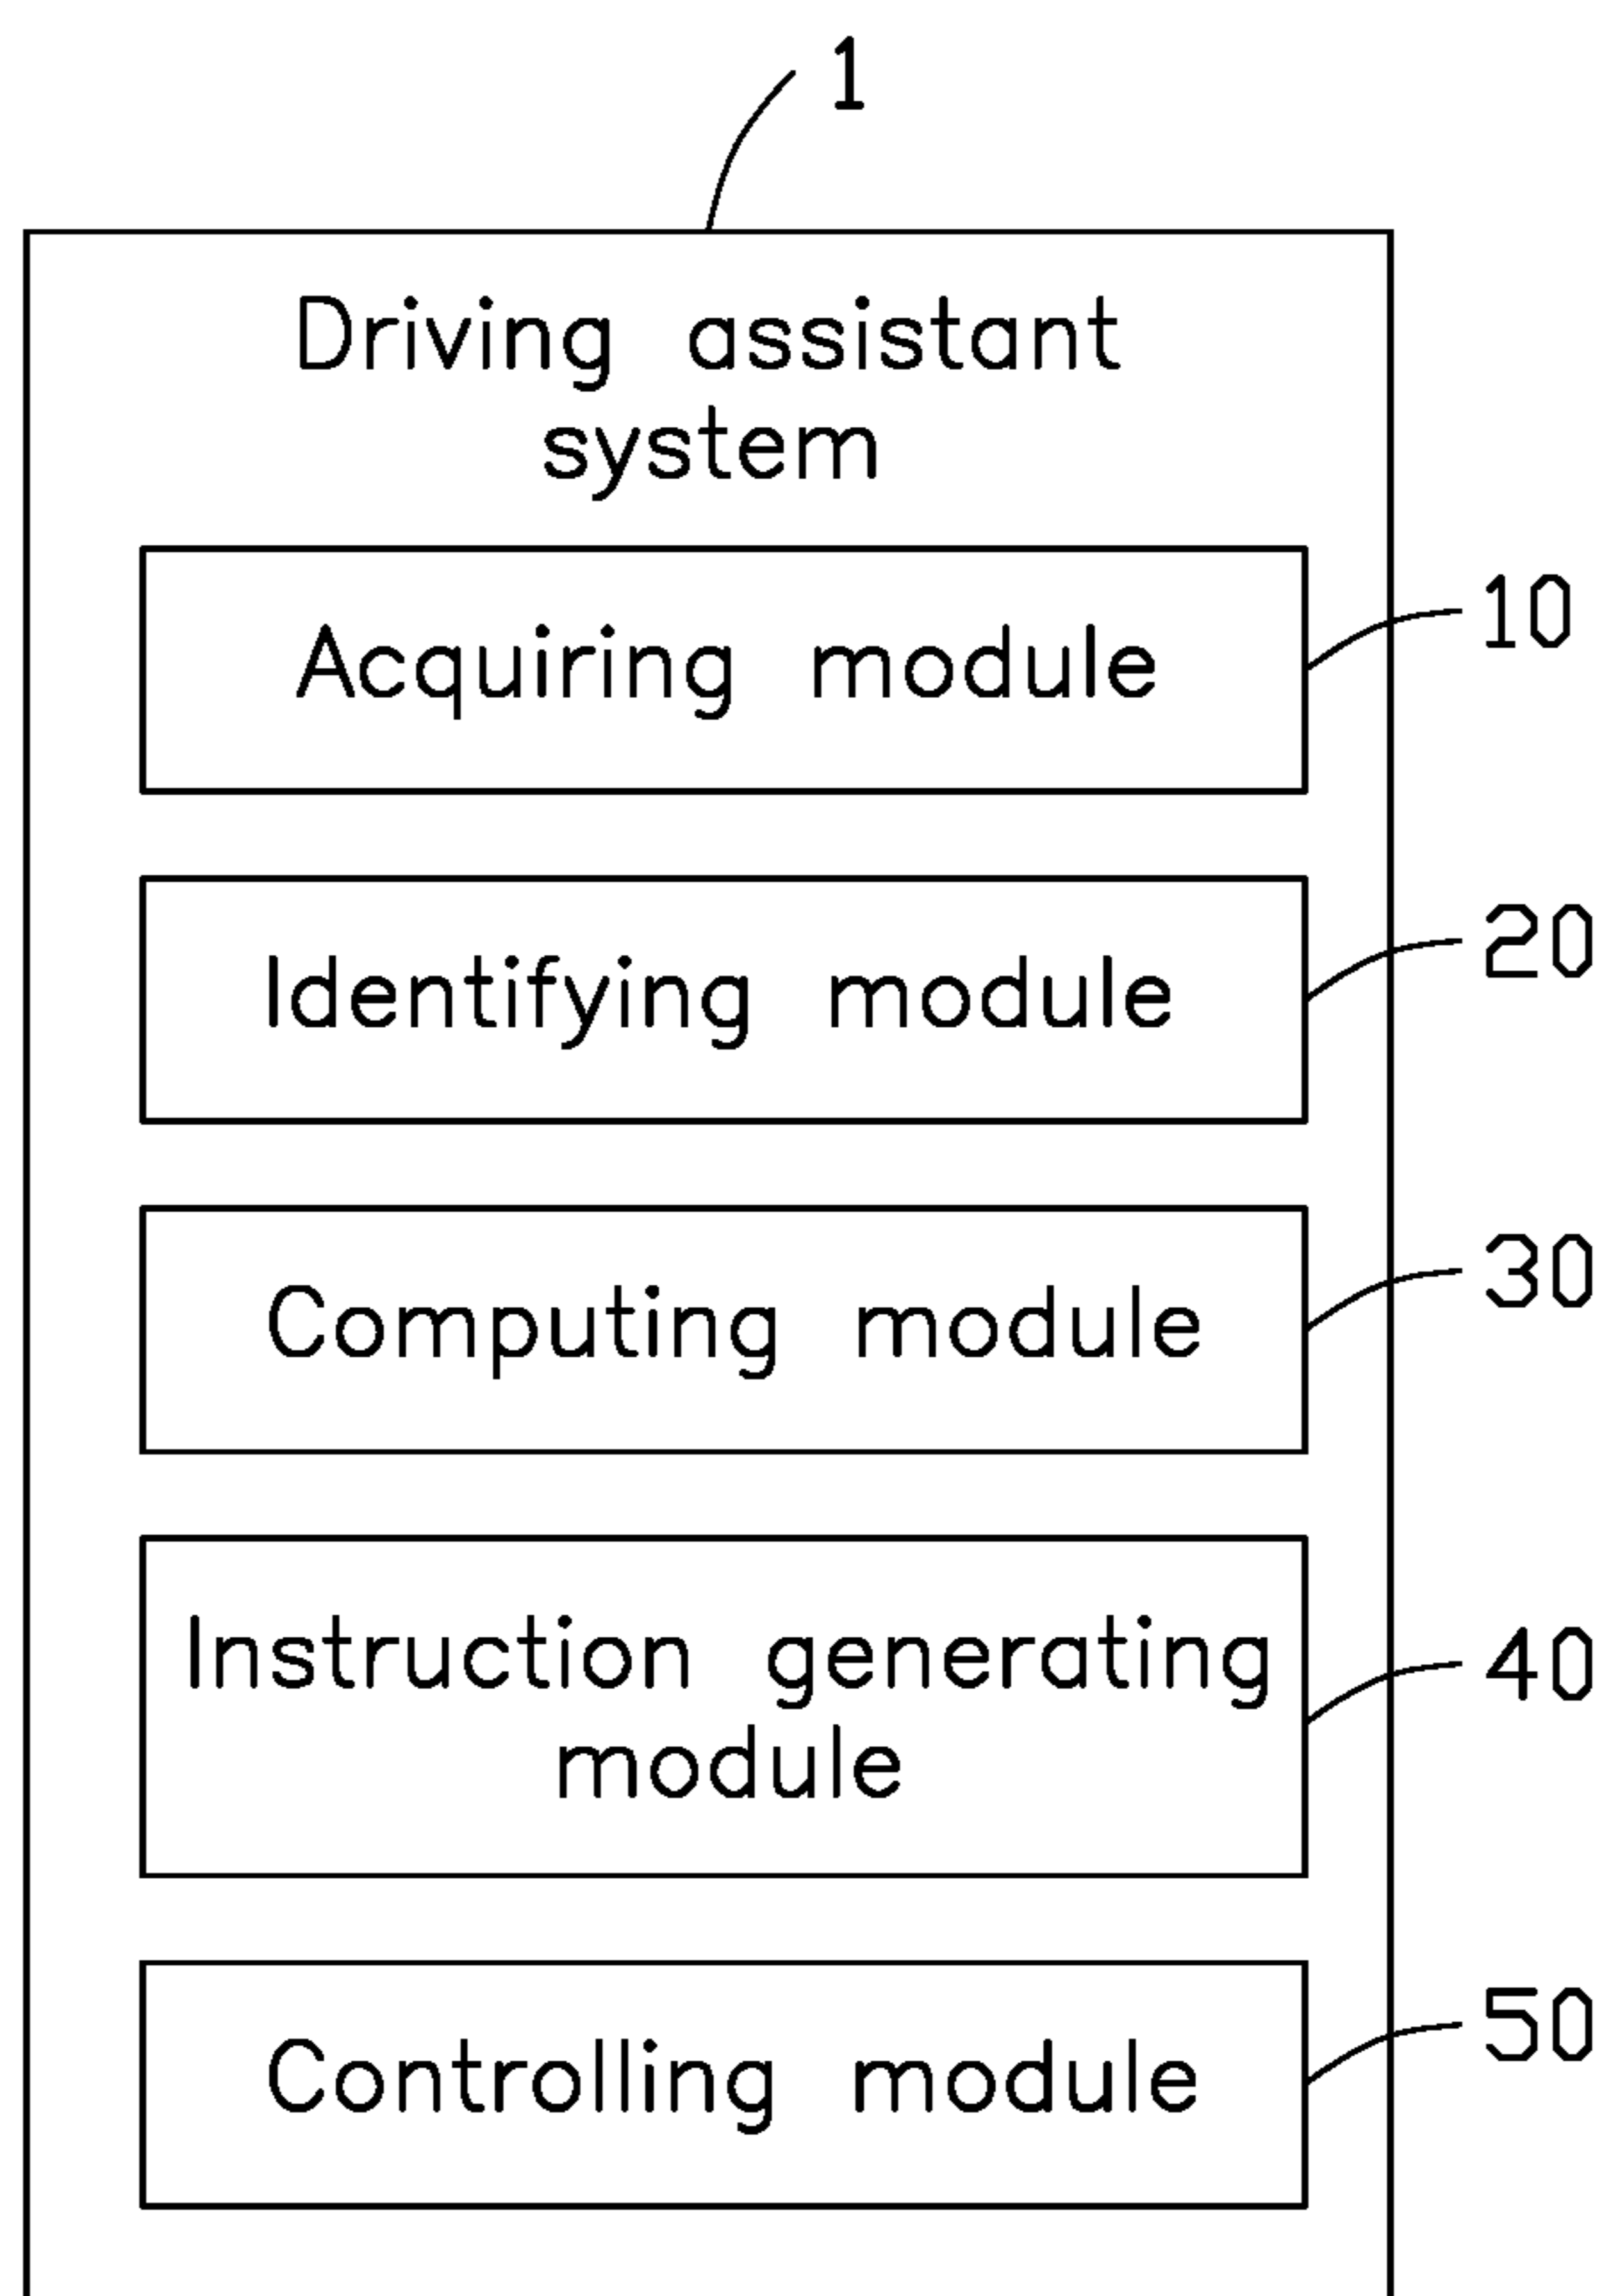 1
Driving assistant
system
Acquiring module
10
Identifying module
20
Computing module
30
Instruction generating
module
40
Controlling module
50